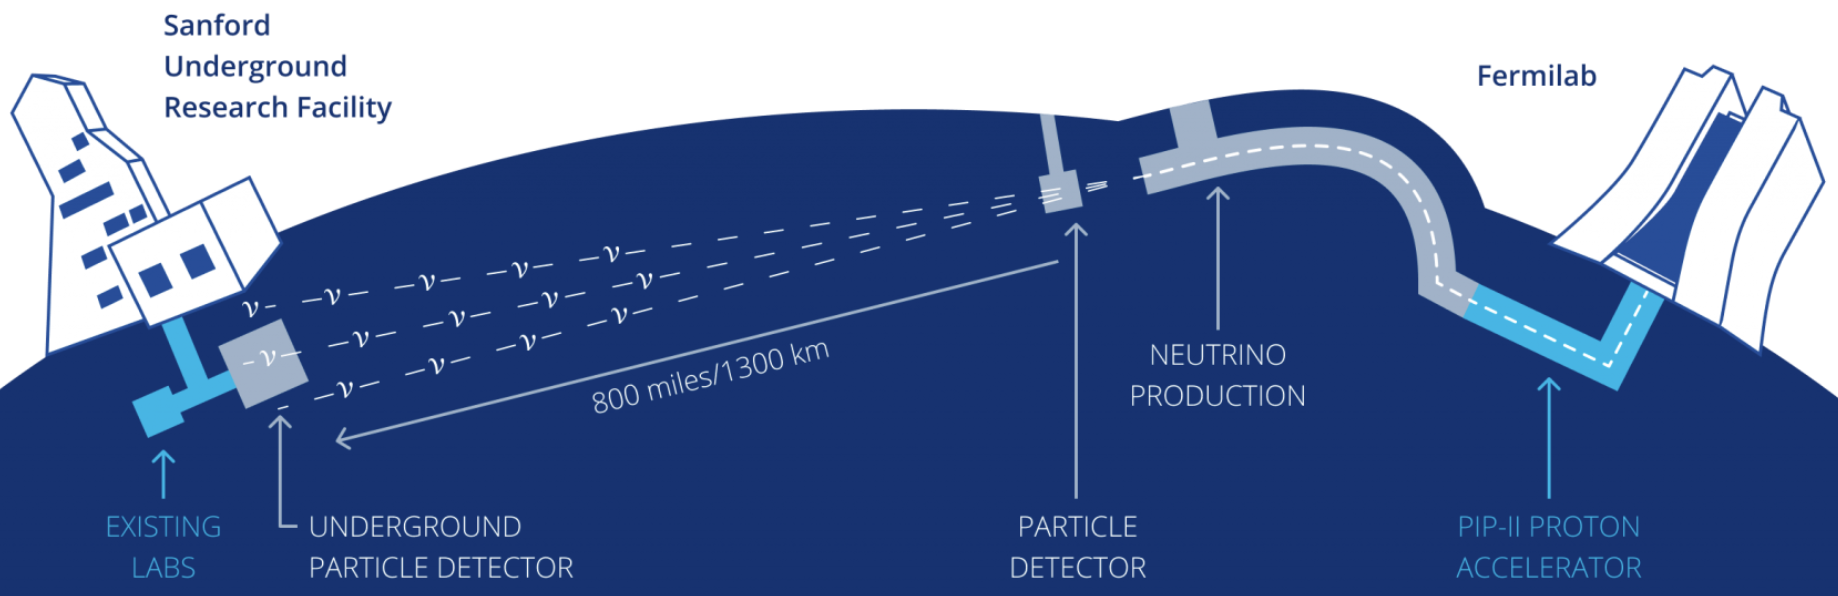 Sanford
Underground
Research Facility
Fermilab
ν ν ν ν
ν ν ν ν
ν ν ν ν
800 miles/1300 km
NEUTRINO
PRODUCTION
EXISTING
LABS
UNDERGROUND
PARTICLE DETECTOR
PARTICLE
DETECTOR
PIP-II PROTON
ACCELERATOR